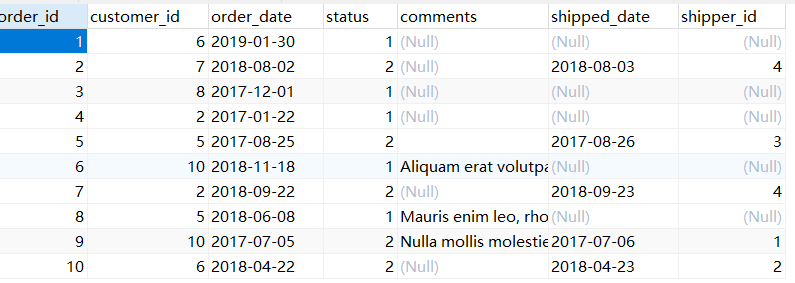 order_id customer_id order_date status comments shipped_date shipper_id
1 6 2019-01-30 1 (Null) (Null) (Null)
2 7 2018-08-02 2 (Null) 2018-08-03 4
3 8 2017-12-01 1 (Null) (Null) (Null)
4 2 2017-01-22 1 (Null) (Null) (Null)
5 5 2017-08-25 2 2017-08-26 3
6 10 2018-11-18 1 Aliquam erat volutpa (Null) (Null)
7 2 2018-09-22 2 (Null) 2018-09-23 4
8 5 2018-06-08 1 Mauris enim leo, rho (Null) (Null)
9 10 2017-07-05 2 Nulla mollis molestie 2017-07-06 1
10 6 2018-04-22 2 (Null) 2018-04-23 2